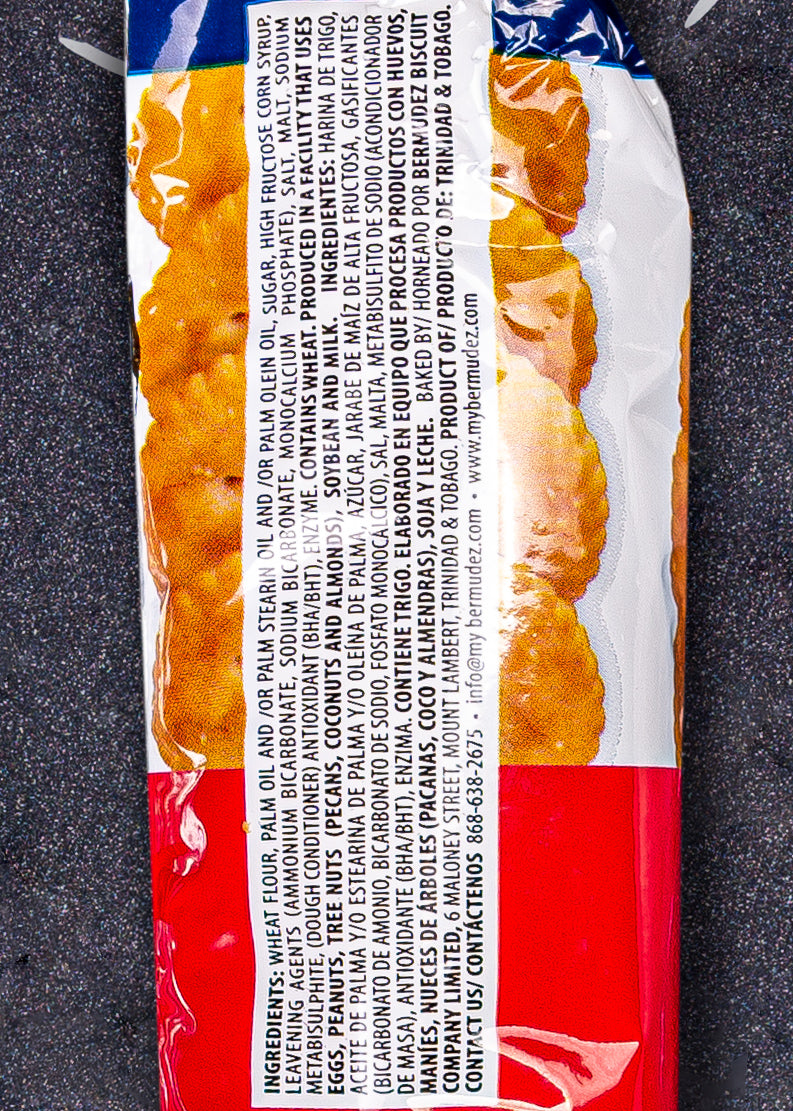 INGREDIENTS: WHEAT FLOUR, PALM OIL AND /OR PALM STEARIN OIL AND /OR PALM OLEIN OIL, SUGAR, HIGH FRUCTOSE CORN SYRUP,
LEAVENING AGENTS (AMMONIUM BICARBONATE, SODIUM BICARBONATE, MONOCALCIUM PHOSPHATE), SALT, MALT, SODIUM
METABISULPHITE, (DOUGH CONDITIONER) ANTIOXIDANT (BHA/BHT), ENZYME. CONTAINS WHEAT. PRODUCED IN A FACILITY THAT USES
EGGS, PEANUTS, TREE NUTS (PECANS, COCONUTS AND ALMONDS), SOYBEAN AND MILK. INGREDIENTES: HARINA DE TRIGO,
ACEITE DE PALMA Y/O ESTEARINA DE PALMA Y/O OLEINA DE PALMA, AZÚCAR, JARABE DE MAÍZ DE ALTA FRUCTOSA, GASIFICANTES
(BICARBONATO DE AMONIO, BICARBONATO DE SODIO, FOSFATO MONOCALCICO), SAL, MALTA, METABISULFITO DE SODIO (ACONDICIONADOR
DE MASA), ANTIOXIDANTE (BHA/BHT), ENZIMA. CONTIENE TRIGO. ELABORADO EN EQUIPO QUE PROCESA PRODUCTOS CON HUEVOS,
MANÍES, NUECES DE ÁRBOLES (PACANAS, COCO Y ALMENDRAS), SOJA Y LECHE. BAKED BY/ HORNEADO POR BERMUDEZ BISCUIT
COMPANY LIMITED, 6 MALONEY STREET, MOUNT LAMBERT, TRINIDAD & TOBAGO. PRODUCT OF/ PRODUCTO DE: TRINIDAD & TOBAGO.
CONTACT US/ CONTÁCTENOS 868-638-2675 • info@mybermudez.com • www.mybermudez.com